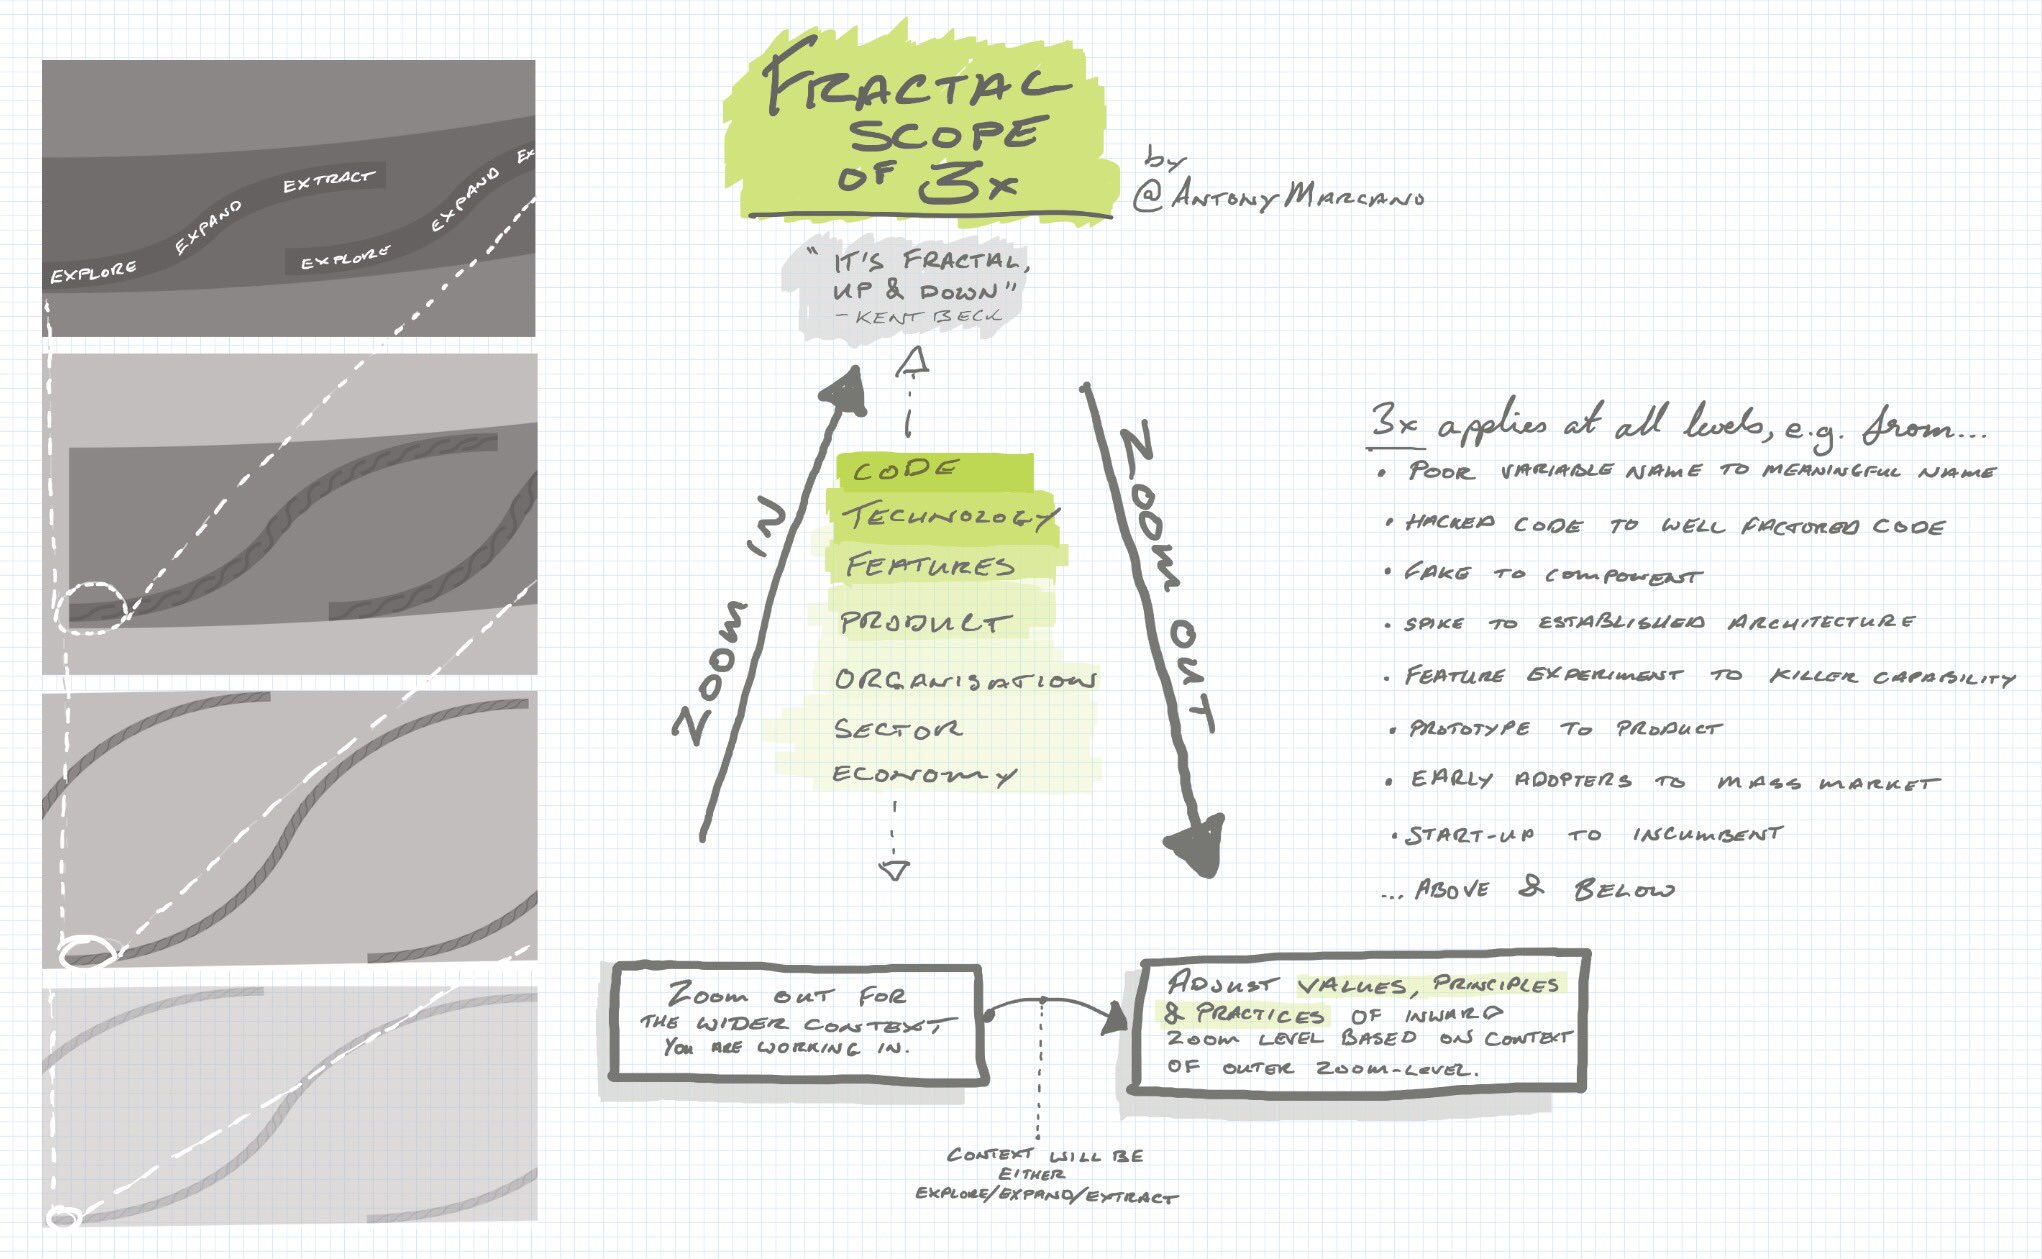 FRACTAL
SCOPE
OF 3x
by
@ANTONYMARCANO
"IT'S FRACTAL,
UP & DOWN"
- KENT BECK
EXPLORE
EXPAND
EXTRACT
EXPLORE
EXPAND
EX
ZOOM IN
CODE
TECHNOLOGY
FEATURES
PRODUCT
ORGANISATION
SECTOR
ECONOMY
ZOOM OUT
3x applies at all levels, e.g. from...
• POOR VARIABLE NAME TO MEANINGFUL NAME
• HACKED CODE TO WELL FACTORED CODE
• FAKE TO COMPONENT
• SPIKE TO ESTABLISHED ARCHITECTURE
• FEATURE EXPERIMENT TO KILLER CAPABILITY
• PROTOTYPE TO PRODUCT
• EARLY ADOPTERS TO MASS MARKET
• START-UP TO INCUMBENT
... ABOVE & BELOW
ZOOM OUT FOR
THE WIDER CONTEXT
YOU ARE WORKING IN.
ADJUST VALUES, PRINCIPLES
& PRACTICES OF INWARD
ZOOM LEVEL BASED ON CONTEXT
OF OUTER ZOOM-LEVEL.
CONTEXT WILL BE
EITHER
EXPLORE/EXPAND/EXTRACT